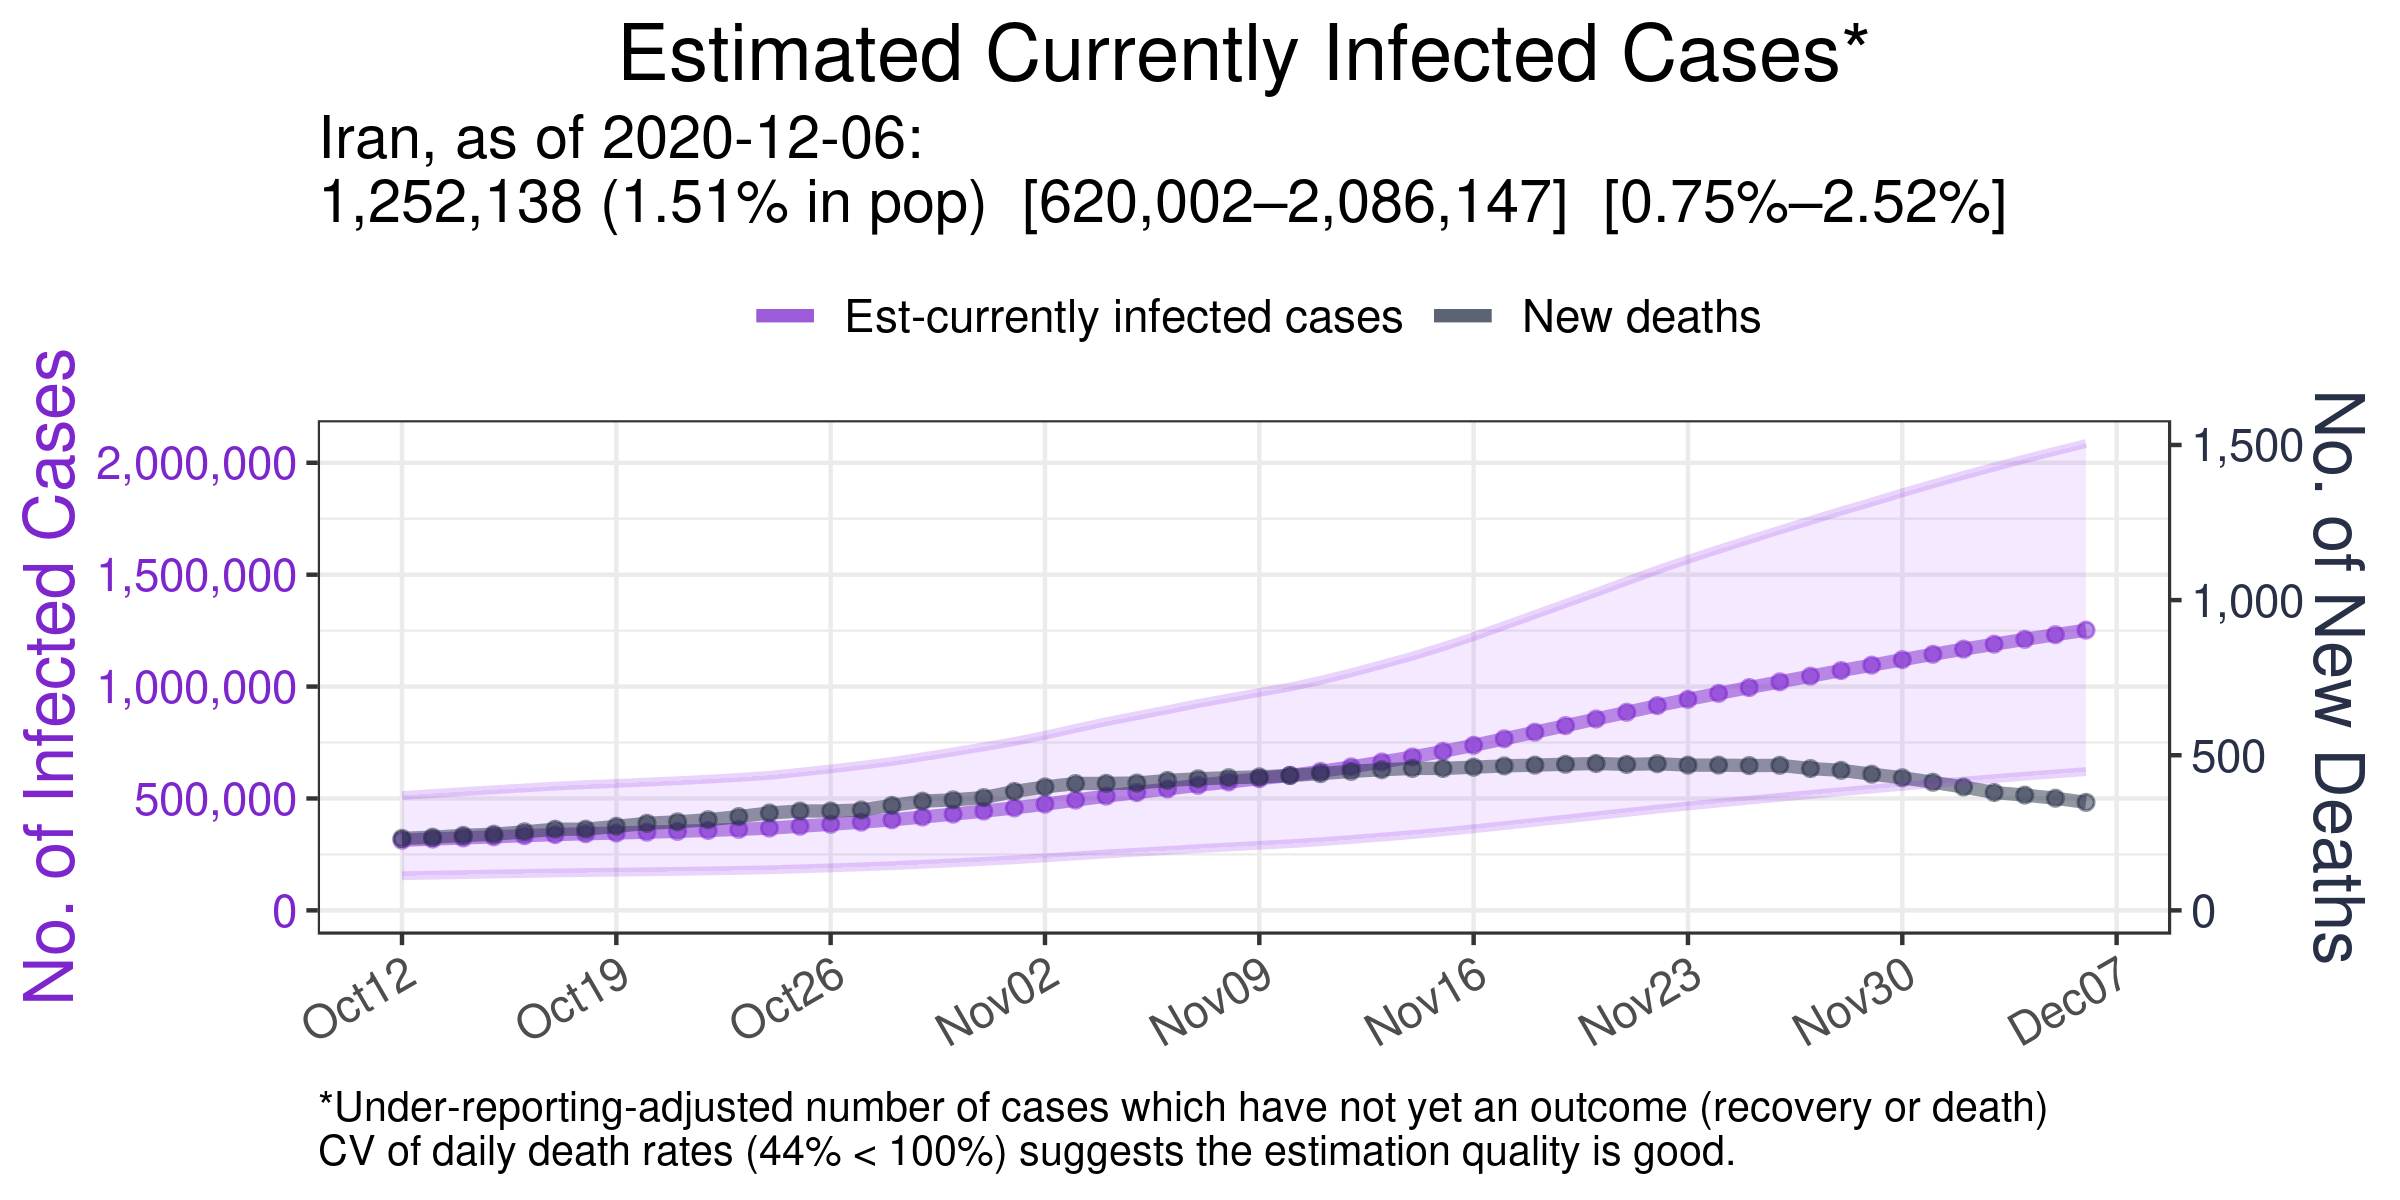 Estimated Currently Infected Cases*
Iran, as of 2020-12-06:
1,252,138 (1.51% in pop)  [620,002–2,086,147]  [0.75%–2.52%]
Est-currently infected cases
New deaths
No. of Infected Cases
2,000,000
1,500,000
1,000,000
500,000
0
1,500
1,000
500
0
No. of New Deaths
Oct12
Oct19
Oct26
Nov02
Nov09
Nov16
Nov23
Nov30
Dec07
*Under-reporting-adjusted number of cases which have not yet an outcome (recovery or death)
CV of daily death rates (44% < 100%) suggests the estimation quality is good.